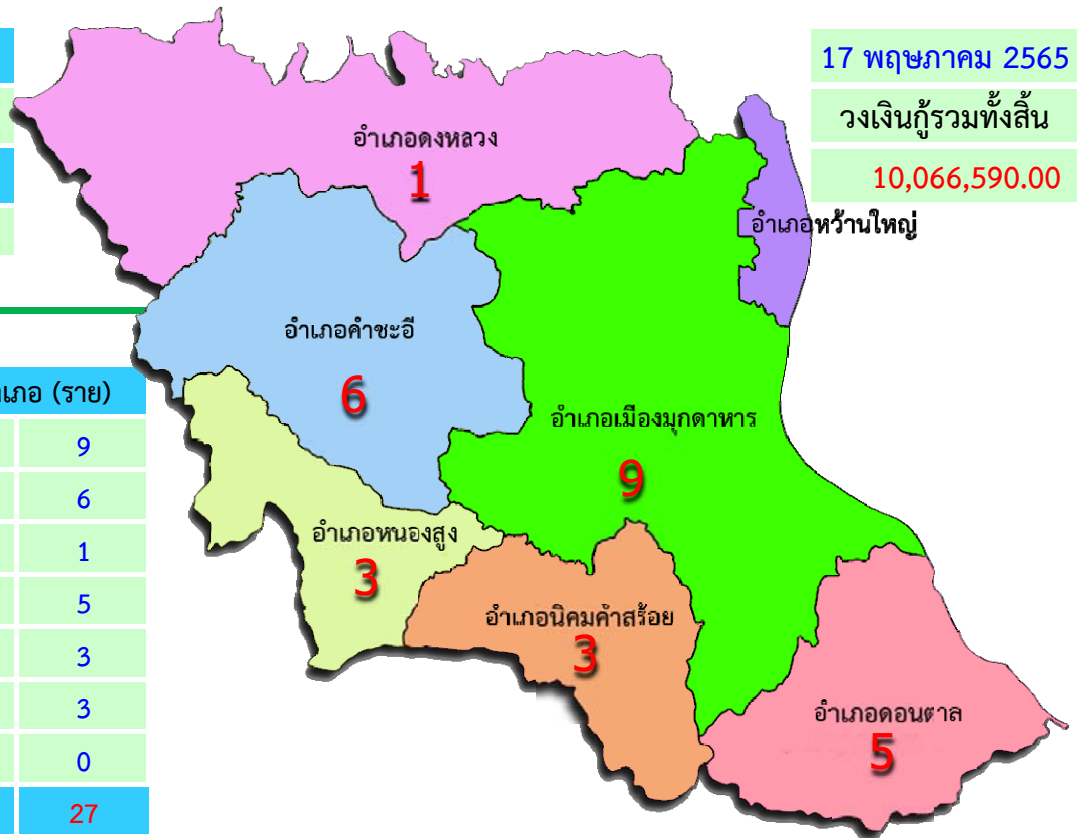 17 พฤษภาคม 2565
วงเงินกู้รวมทั้งสิ้น
10,066,590.00
อำเภอดงหลวง
1
อำเภอหว้านใหญ่
อำเภอคำชะอี
6
อำเภอเมืองมุกดาหาร
9
อำเภอหนองสูง
3
อำเภอนิคมคำสร้อย
3
อำเภอดอนตาล
5
(ราย)
9
6
1
5
3
3
0
27